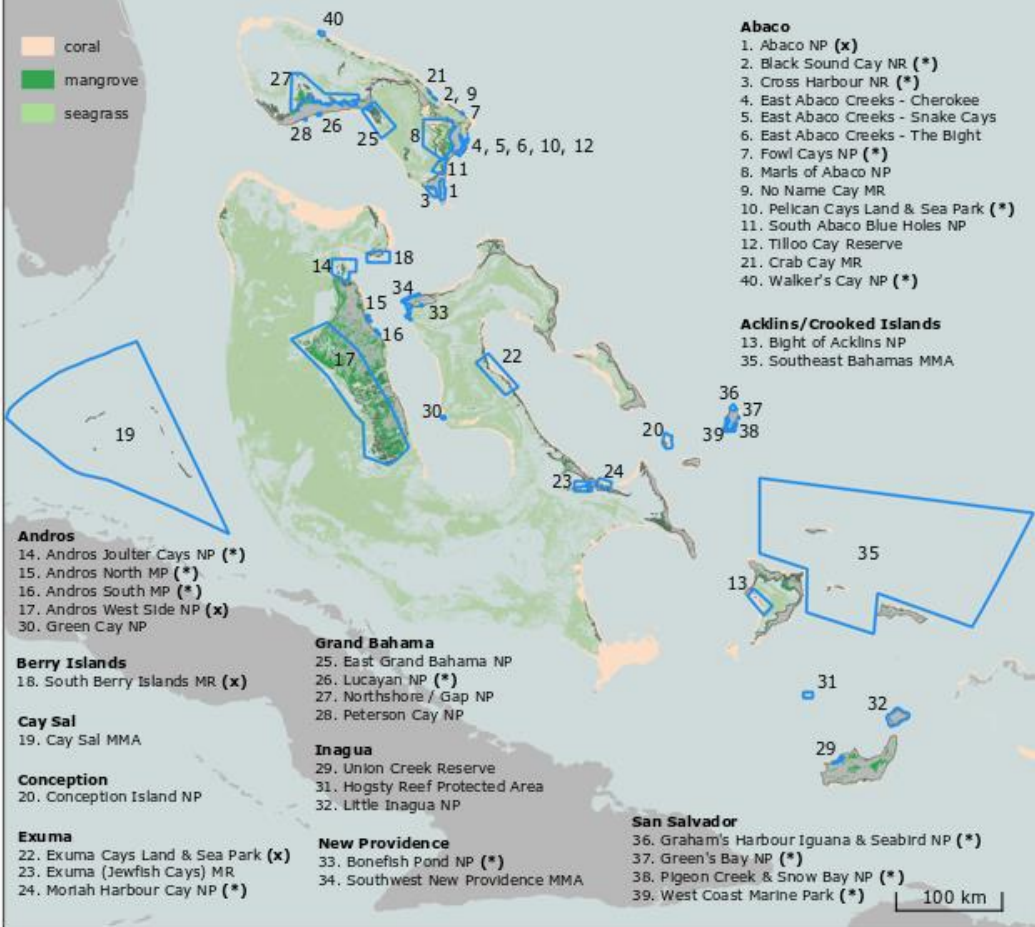 coral
mangrove
seagrass
40
27
28
26
25
21
2, 9
7
8
4, 5, 6, 10, 12
11
3
1
14
18
15
16
34
33
17
22
30
19
20
36
37
39
38
23
24
35
13
31
32
29
Abaco
1. Abaco NP (x)
2. Black Sound Cay NR (*)
3. Cross Harbour NR (*)
4. East Abaco Creeks - Cherokee
5. East Abaco Creeks - Snake Cays
6. East Abaco Creeks - The Bight
7. Fowl Cays NP (*)
8. Marls of Abaco NP
9. No Name Cay MR
10. Pelican Cays Land & Sea Park (*)
11. South Abaco Blue Holes NP
12. Tilloo Cay Reserve
21. Crab Cay MR
40. Walker's Cay NP (*)
Acklins/Crooked Islands
13. Bight of Acklins NP
35. Southeast Bahamas MMA
Andros
14. Andros Joulter Cays NP (*)
15. Andros North MP (*)
16. Andros South MP (*)
17. Andros West Side NP (x)
30. Green Cay NP
Berry Islands
18. South Berry Islands MR (x)
Cay Sal
19. Cay Sal MMA
Conception
20. Conception Island NP
Exuma
22. Exuma Cays Land & Sea Park (x)
23. Exuma (Jewfish Cays) MR
24. Moriah Harbour Cay NP (*)
Grand Bahama
25. East Grand Bahama NP
26. Lucayan NP (*)
27. Northshore / Gap NP
28. Peterson Cay NP
Inagua
29. Union Creek Reserve
31. Hogsty Reef Protected Area
32. Little Inagua NP
New Providence
33. Bonefish Pond NP (*)
34. Southwest New Providence MMA
San Salvador
36. Graham's Harbour Iguana & Seabird NP (*)
37. Green's Bay NP (*)
38. Pigeon Creek & Snow Bay NP (*)
39. West Coast Marine Park (*)
100 km